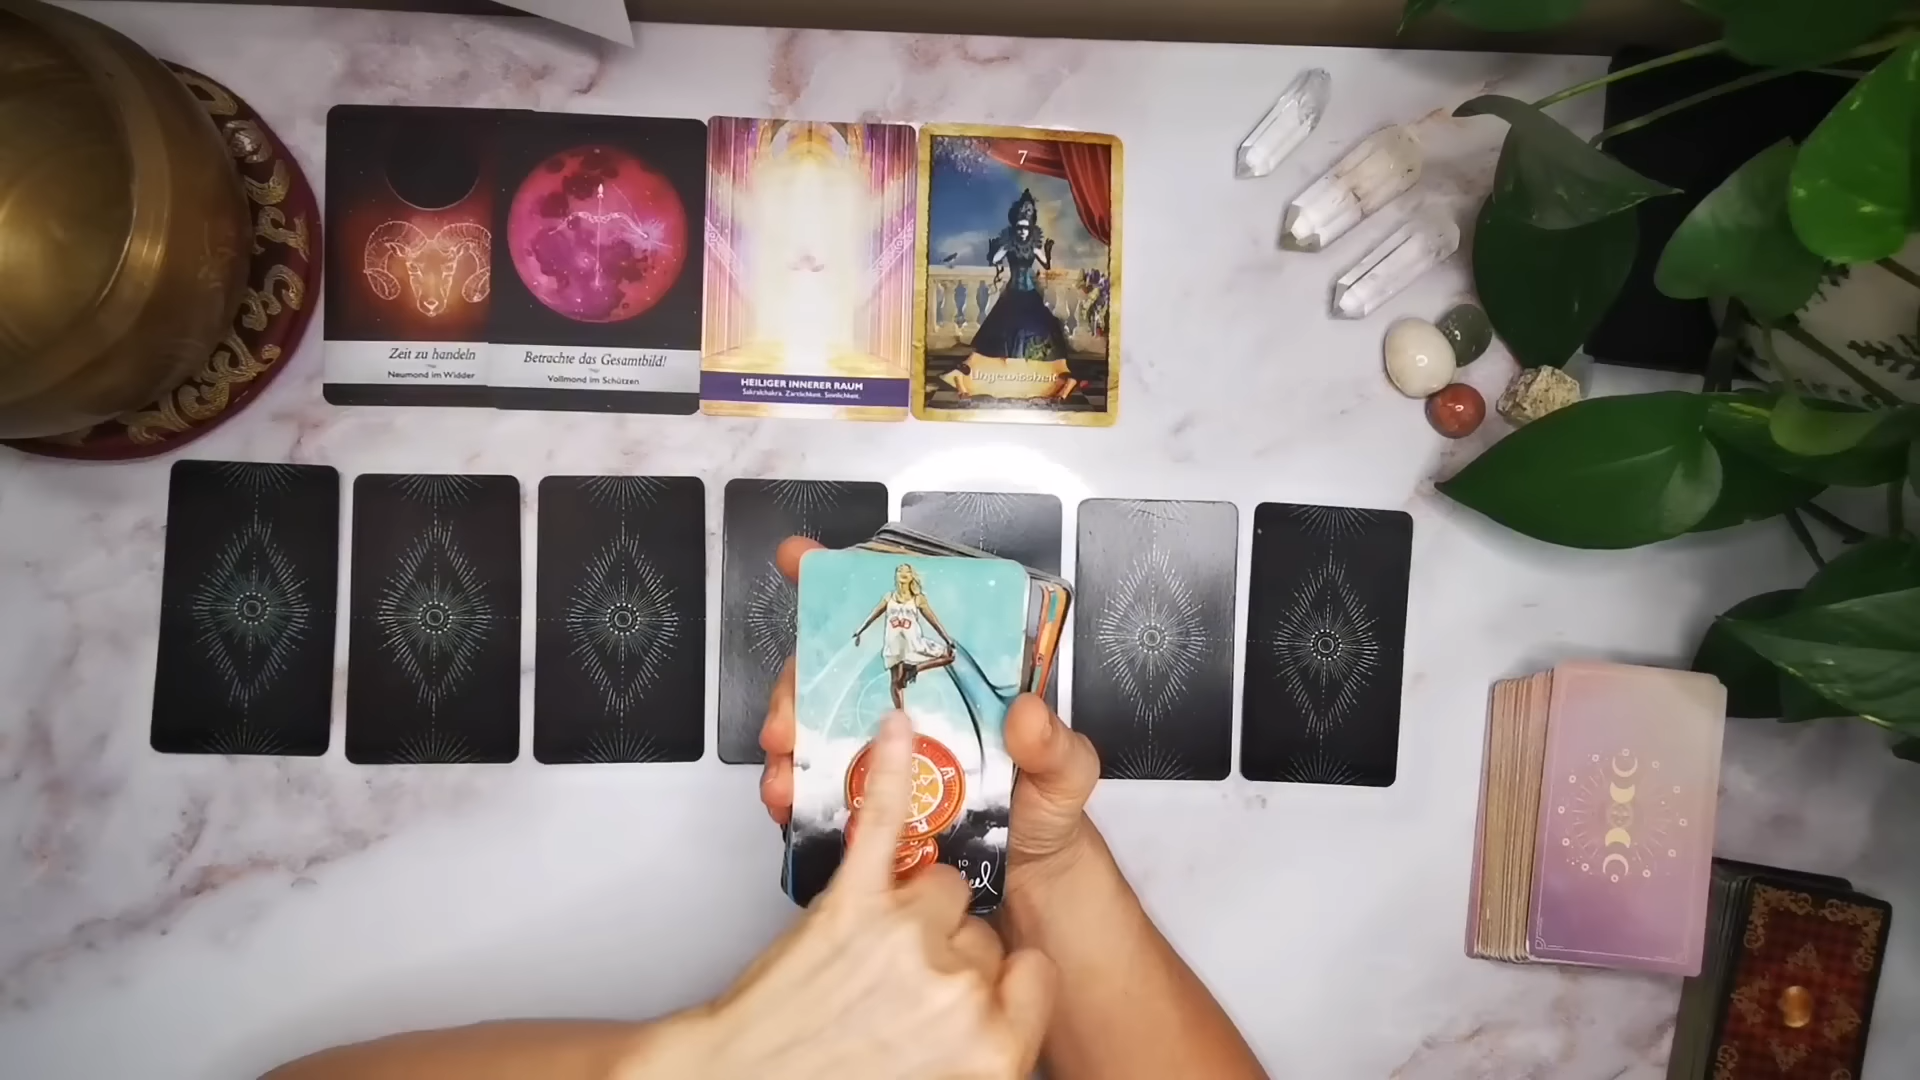 Zeit zu handeln
Neumond im Widder
Betrachte das Gesamtbild!
Vollmond im Schützen
HEILIGER INNERER RAUM
Sakralchakra. Zärtlichkeit. Sinnlichkeit.
7
Ungewissheit
10